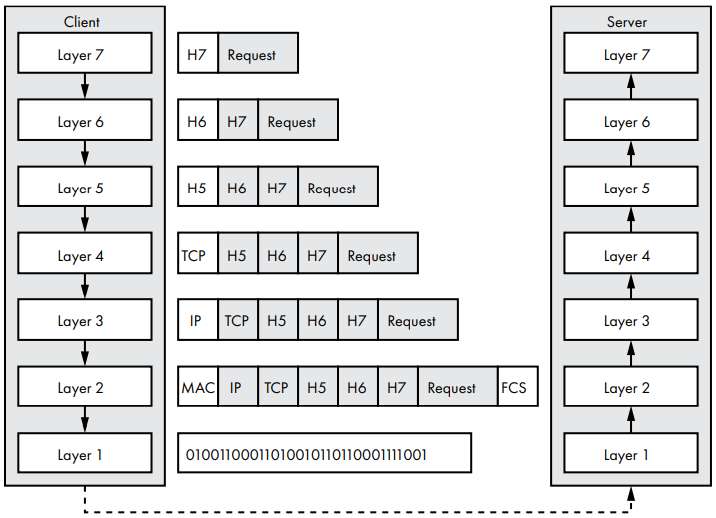 Client
Server
Layer 7
H7 Request
Layer 7
Layer 6
H6 H7 Request
Layer 6
Layer 5
H5 H6 H7 Request
Layer 5
Layer 4
TCP H5 H6 H7 Request
Layer 4
Layer 3
IP TCP H5 H6 H7 Request
Layer 3
Layer 2
MAC IP TCP H5 H6 H7 Request FCS
Layer 2
Layer 1
0100110001101001011011000​1111001
Layer 1